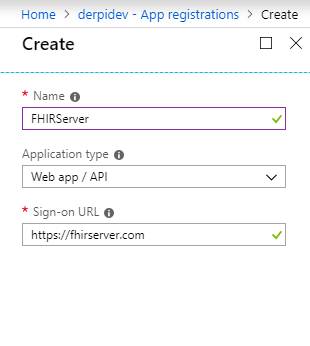 Home > derpidev - App registrations > Create
Create
* Name
FHIRServer
Application type
Web app / API
* Sign-on URL
https://fhirserver.com